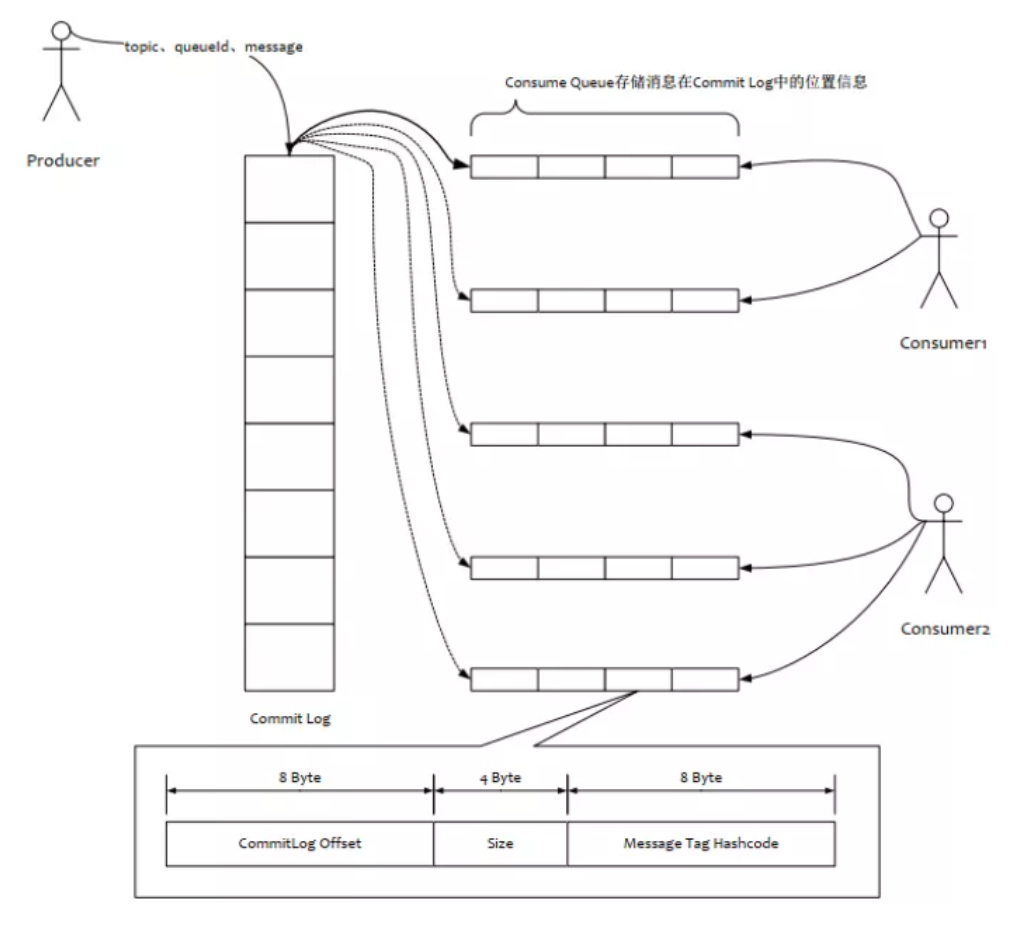 topic、queueId、message
Consume Queue存储消息在Commit Log中的位置信息
Producer
Consumer1
Consumer2
Commit Log
8 Byte
4 Byte
8 Byte
CommitLog Offset
Size
Message Tag Hashcode